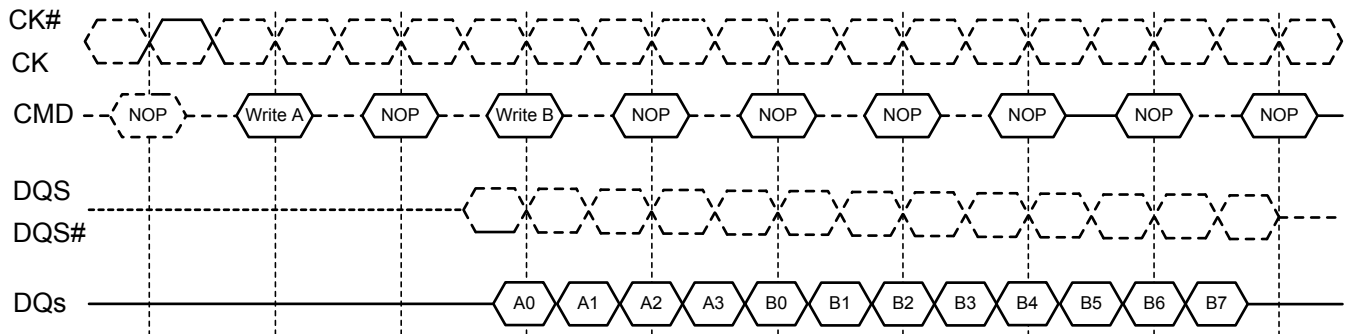 CK#
CK
CMD NOP Write A NOP Write B NOP NOP NOP NOP NOP NOP
DQS
DQS#
DQs A0 A1 A2 A3 B0 B1 B2 B3 B4 B5 B6 B7